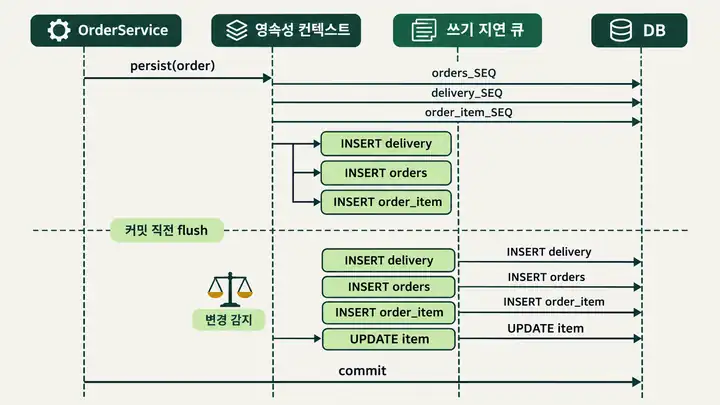 OrderService
영속성 컨텍스트
쓰기 지연 큐
DB
persist(order)
orders_SEQ
delivery_SEQ
order_item_SEQ
INSERT delivery
INSERT orders
INSERT order_item
커밋 직전 flush
INSERT delivery
INSERT delivery
INSERT orders
INSERT orders
INSERT order_item
INSERT order_item
변경 감지
UPDATE item
UPDATE item
commit